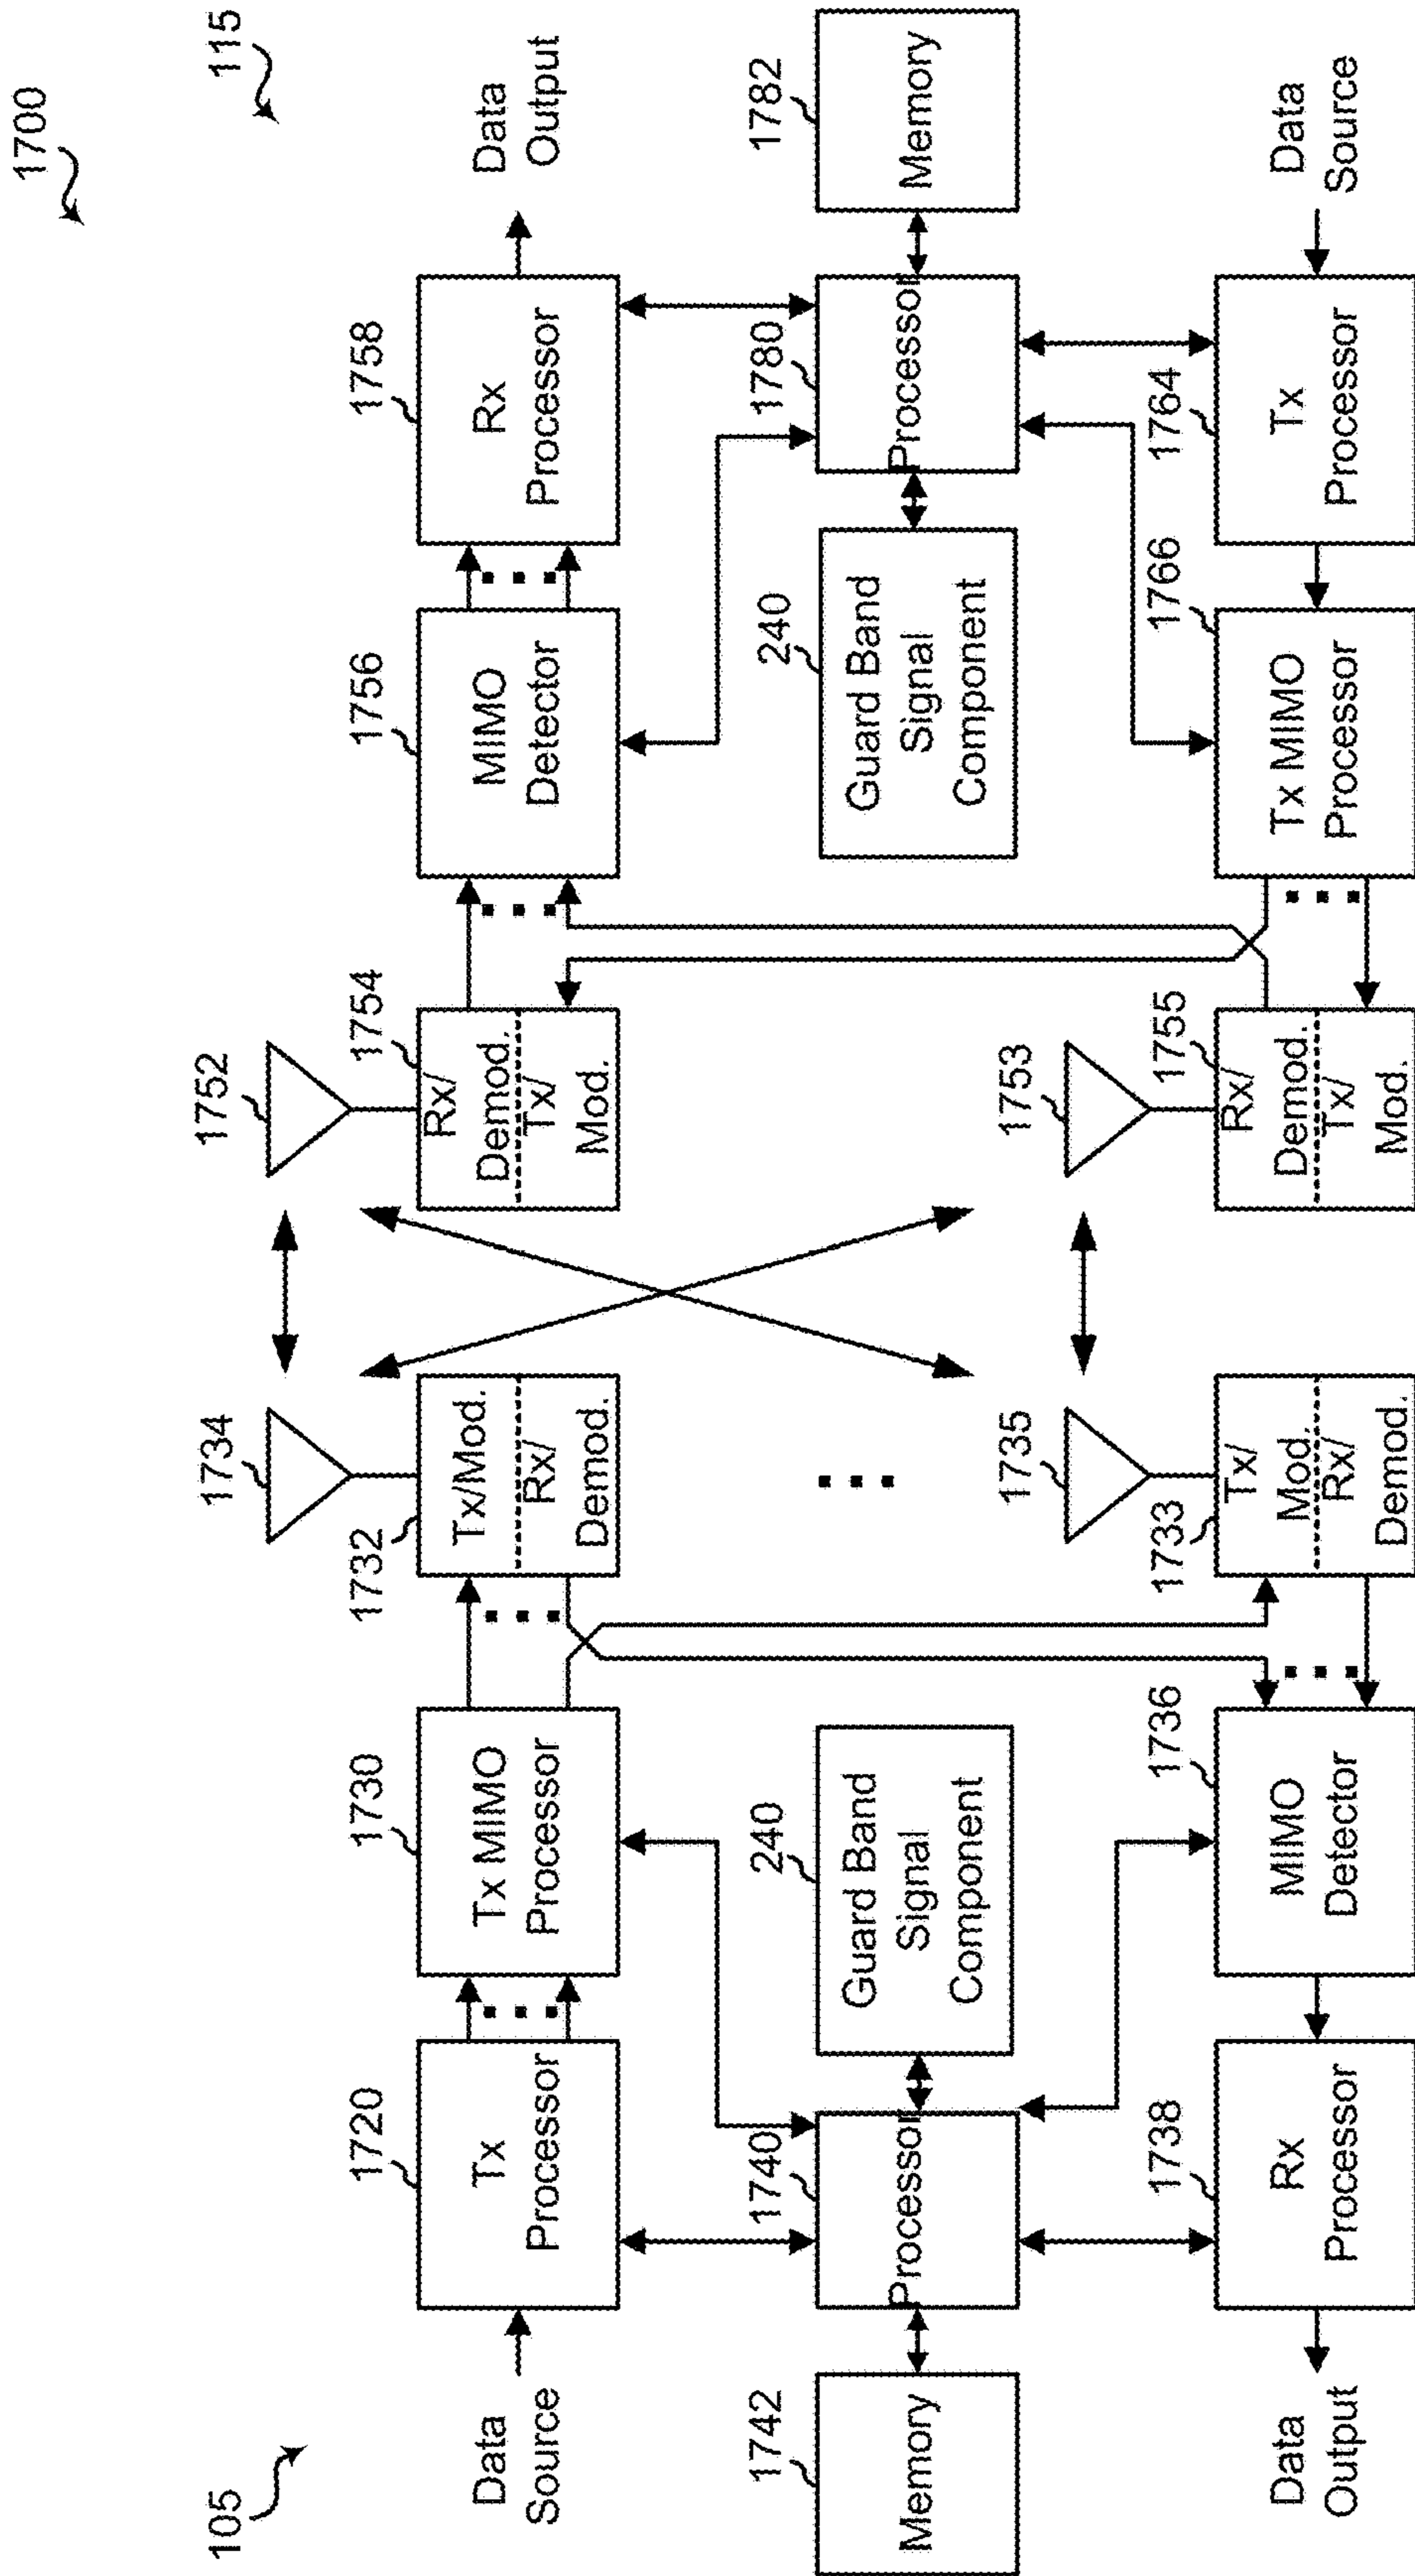 1700
105
115
1734
1752
Data
Source
1720
Tx
Processor
1730
Tx MIMO
Processor
1732
Tx/Mod.
Rx/
Demod.
1754
Rx/
Demod.
Tx/
Mod.
1756
MIMO
Detector
1758
Rx
Processor
Data
Output
1742
Memory
1740
Processor
240
Guard Band
Signal
Component
240
Guard Band
Signal
Component
1780
Processor
1782
Memory
1735
1753
Data
Output
1738
Rx
Processor
1736
MIMO
Detector
1733
Tx/
Mod.
Rx/
Demod.
1755
Rx/
Demod.
Tx/
Mod.
1766
Tx MIMO
Processor
1764
Tx
Processor
Data
Source